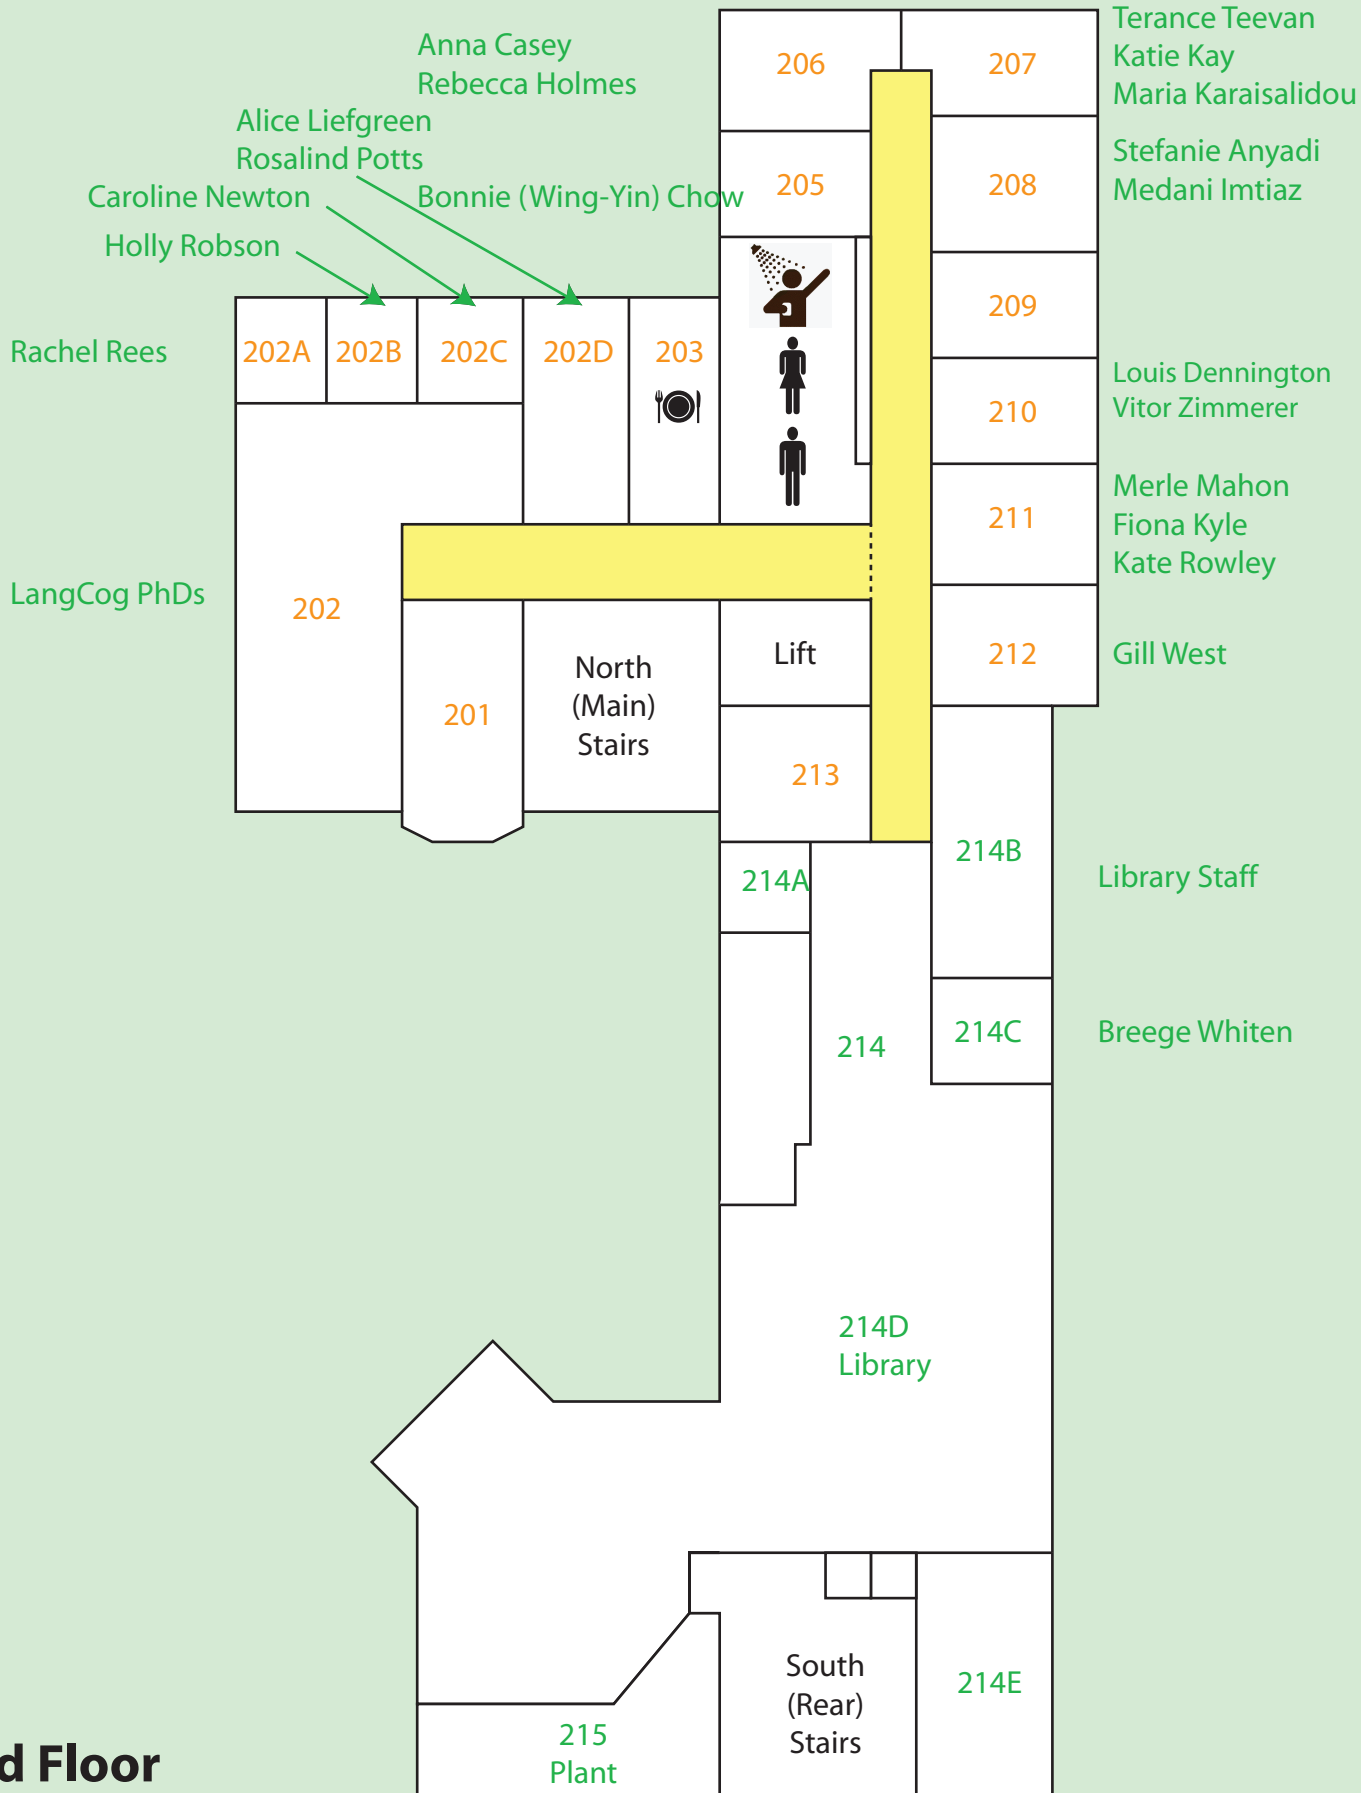 Anna Casey
Rebecca Holmes
206
207
Terance Teevan
Katie Kay
Maria Karaisalidou
Alice Liefgreen
Rosalind Potts
Caroline Newton
Bonnie (Wing-Yin) Chow
205
208
Stefanie Anyadi
Medani Imtiaz
Holly Robson
209
Rachel Rees
202A
202B
202C
202D
203
210
Louis Dennington
Vitor Zimmerer
211
Merle Mahon
Fiona Kyle
Kate Rowley
LangCog PhDs
202
201
North
(Main)
Stairs
Lift
212
Gill West
213
214A
214B
Library Staff
214
214C
Breege Whiten
214D
Library
South
(Rear)
Stairs
214E
215
Plant
d Floor